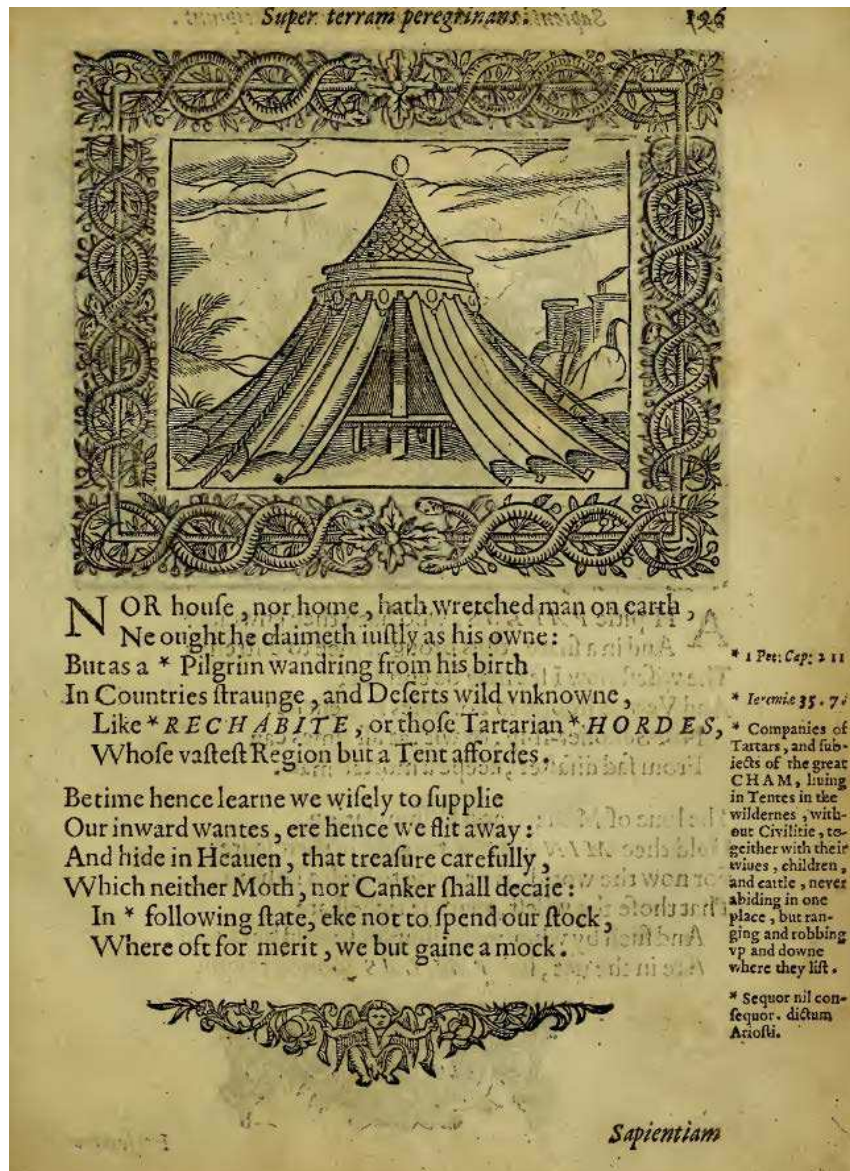 Super terram peregrinans.
196
NOR houſe, nor home, hath wretched man on earth,
Ne ought he claimeth iuſtly as his owne:
But as a * Pilgrim wandring from his birth
In Countries ſtraunge, and Deſerts wild vnknowne,
Like * RECHABITE, or thoſe Tartarian * HORDES,
Whoſe vaſteſt Region but a Tent affordes.
Betime hence learne we wiſely to ſupplie
Our inward wantes, ere hence we flit away:
And hide in Heauen, that treaſure carefully,
Which neither Moth, nor Canker ſhall decaie:
In * following ſtate, eke not to ſpend our ſtock,
Where oft for merit, we but gaine a mock.
* 1 Pet: Cap: 2 11
* Ieremiæ 35. 7.
* Companies of
Tartars, and ſub-
iects of the great
CHAM, liuing
in Tentes in the
wildernes, with-
out Civilitie, to-
geither with their
wiues, children,
and cattle, never
abiding in one
place, but ran-
ging and robbing
vp and downe
where they liſt.
* Sequor nil con-
ſequor. dictum
Arioſti.
Sapientiam